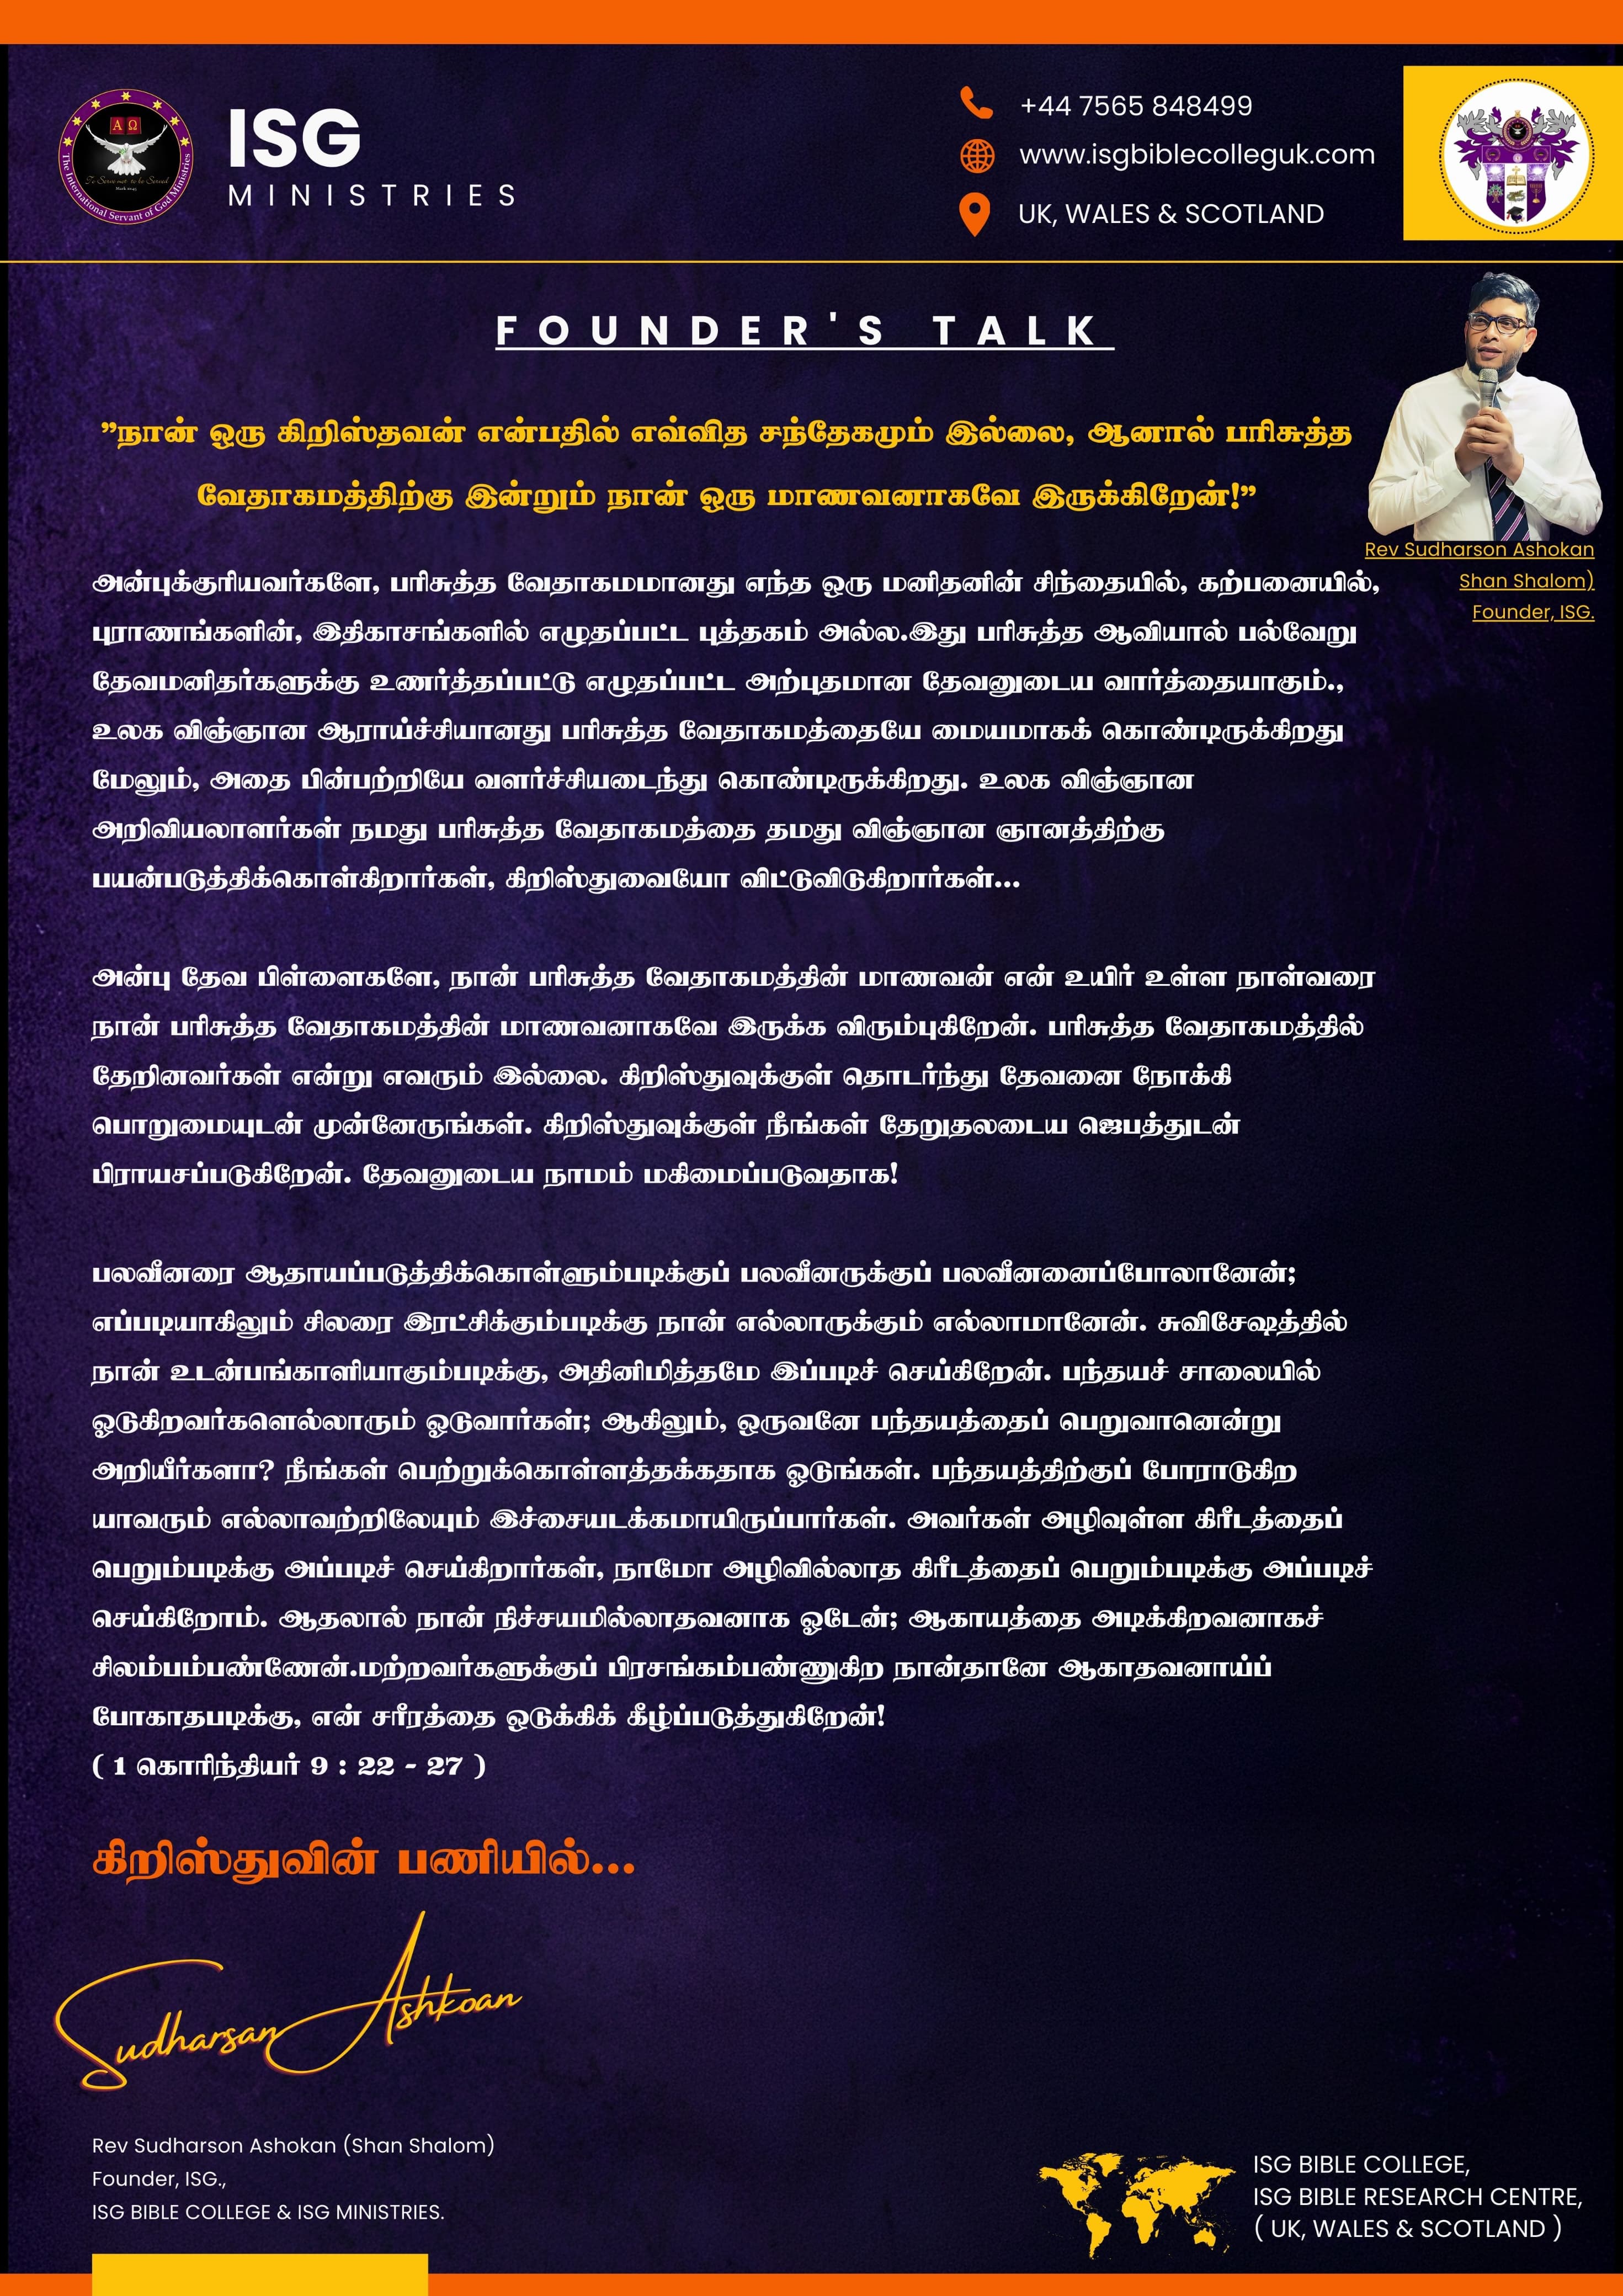 ISG
MINISTRIES
+44 7565 848499
www.isgbiblecolleguk.com
UK, WALES & SCOTLAND
The International Servant of God Ministries
Α Ω
FOUNDER'S TALK
”நான் ஒரு கிறிஸ்தவன் என்பதில் எவ்வித சந்தேகமும் இல்லை, ஆனால் பரிசுத்த
வேதாகமத்திற்கு இன்றும் நான் ஒரு மாணவனாகவே இருக்கிறேன்!”
Rev Sudharson Ashokan
Shan Shalom)
Founder, ISG.
அன்புக்குரியவர்களே, பரிசுத்த வேதாகமமானது எந்த ஒரு மனிதனின் சிந்தையில், கற்பனையில்,
புராணங்களின், இதிகாசங்களில் எழுதப்பட்ட புத்தகம் அல்ல.இது பரிசுத்த ஆவியால் பல்வேறு
தேவமனிதர்களுக்கு உணர்த்தப்பட்டு எழுதப்பட்ட அற்புதமான தேவனுடைய வார்த்தையாகும்.,
உலக விஞ்ஞான ஆராய்ச்சியானது பரிசுத்த வேதாகமத்தையே மையமாகக் கொண்டிருக்கிறது
மேலும், அதை பின்பற்றியே வளர்ச்சியடைந்து கொண்டிருக்கிறது. உலக விஞ்ஞான
அறிவியலாளர்கள் நமது பரிசுத்த வேதாகமத்தை தமது விஞ்ஞான ஞானத்திற்கு
பயன்படுத்திக்கொள்கிறார்கள், கிறிஸ்துவையோ விட்டுவிடுகிறார்கள்...
அன்பு தேவ பிள்ளைகளே, நான் பரிசுத்த வேதாகமத்தின் மாணவன் என் உயிர் உள்ள நாள்வரை
நான் பரிசுத்த வேதாகமத்தின் மாணவனாகவே இருக்க விரும்புகிறேன். பரிசுத்த வேதாகமத்தில்
தேறினவர்கள் என்று எவரும் இல்லை. கிறிஸ்துவுக்குள் தொடர்ந்து தேவனை நோக்கி
பொறுமையுடன் முன்னேருங்கள். கிறிஸ்துவுக்குள் நீங்கள் தேறுதலடைய ஜெபத்துடன்
பிராயசப்படுகிறேன். தேவனுடைய நாமம் மகிமைப்படுவதாக!
பலவீனரை ஆதாயப்படுத்திக்கொள்ளும்படிக்குப் பலவீனருக்குப் பலவீனனைப்போலானேன்;
எப்படியாகிலும் சிலரை இரட்சிக்கும்படிக்கு நான் எல்லாருக்கும் எல்லாமானேன். சுவிசேஷத்தில்
நான் உடன்பங்காளியாகும்படிக்கு, அதினிமித்தமே இப்படிச் செய்கிறேன். பந்தயச் சாலையில்
ஓடுகிறவர்களெல்லாரும் ஓடுவார்கள்; ஆகிலும், ஒருவனே பந்தயத்தைப் பெறுவானென்று
அறியீர்களா? நீங்கள் பெற்றுக்கொள்ளத்தக்கதாக ஓடுங்கள். பந்தயத்திற்குப் போராடுகிற
யாவரும் எல்லாவற்றிலேயும் இச்சையடக்கமாயிருப்பார்கள். அவர்கள் அழிவுள்ள கிரீடத்தைப்
பெறும்படிக்கு அப்படிச் செய்கிறார்கள், நாமோ அழிவில்லாத கிரீடத்தைப் பெறும்படிக்கு அப்படிச்
செய்கிறோம். ஆதலால் நான் நிச்சயமில்லாதவனாக ஓடேன்; ஆகாயத்தை அடிக்கிறவனாகச்
சிலம்பம்பண்ணேன்.மற்றவர்களுக்குப் பிரசங்கம்பண்ணுகிற நான்தானே ஆகாதவனாய்ப்
போகாதபடிக்கு, என் சரீரத்தை ஒடுக்கிக் கீழ்ப்படுத்துகிறேன்!
( 1 கொரிந்தியர் 9 : 22 - 27 )
கிறிஸ்துவின் பணியில்...
Sudharsan Ashkoan
Rev Sudharson Ashokan (Shan Shalom)
Founder, ISG.,
ISG BIBLE COLLEGE & ISG MINISTRIES.
ISG BIBLE COLLEGE,
ISG BIBLE RESEARCH CENTRE,
( UK, WALES & SCOTLAND )